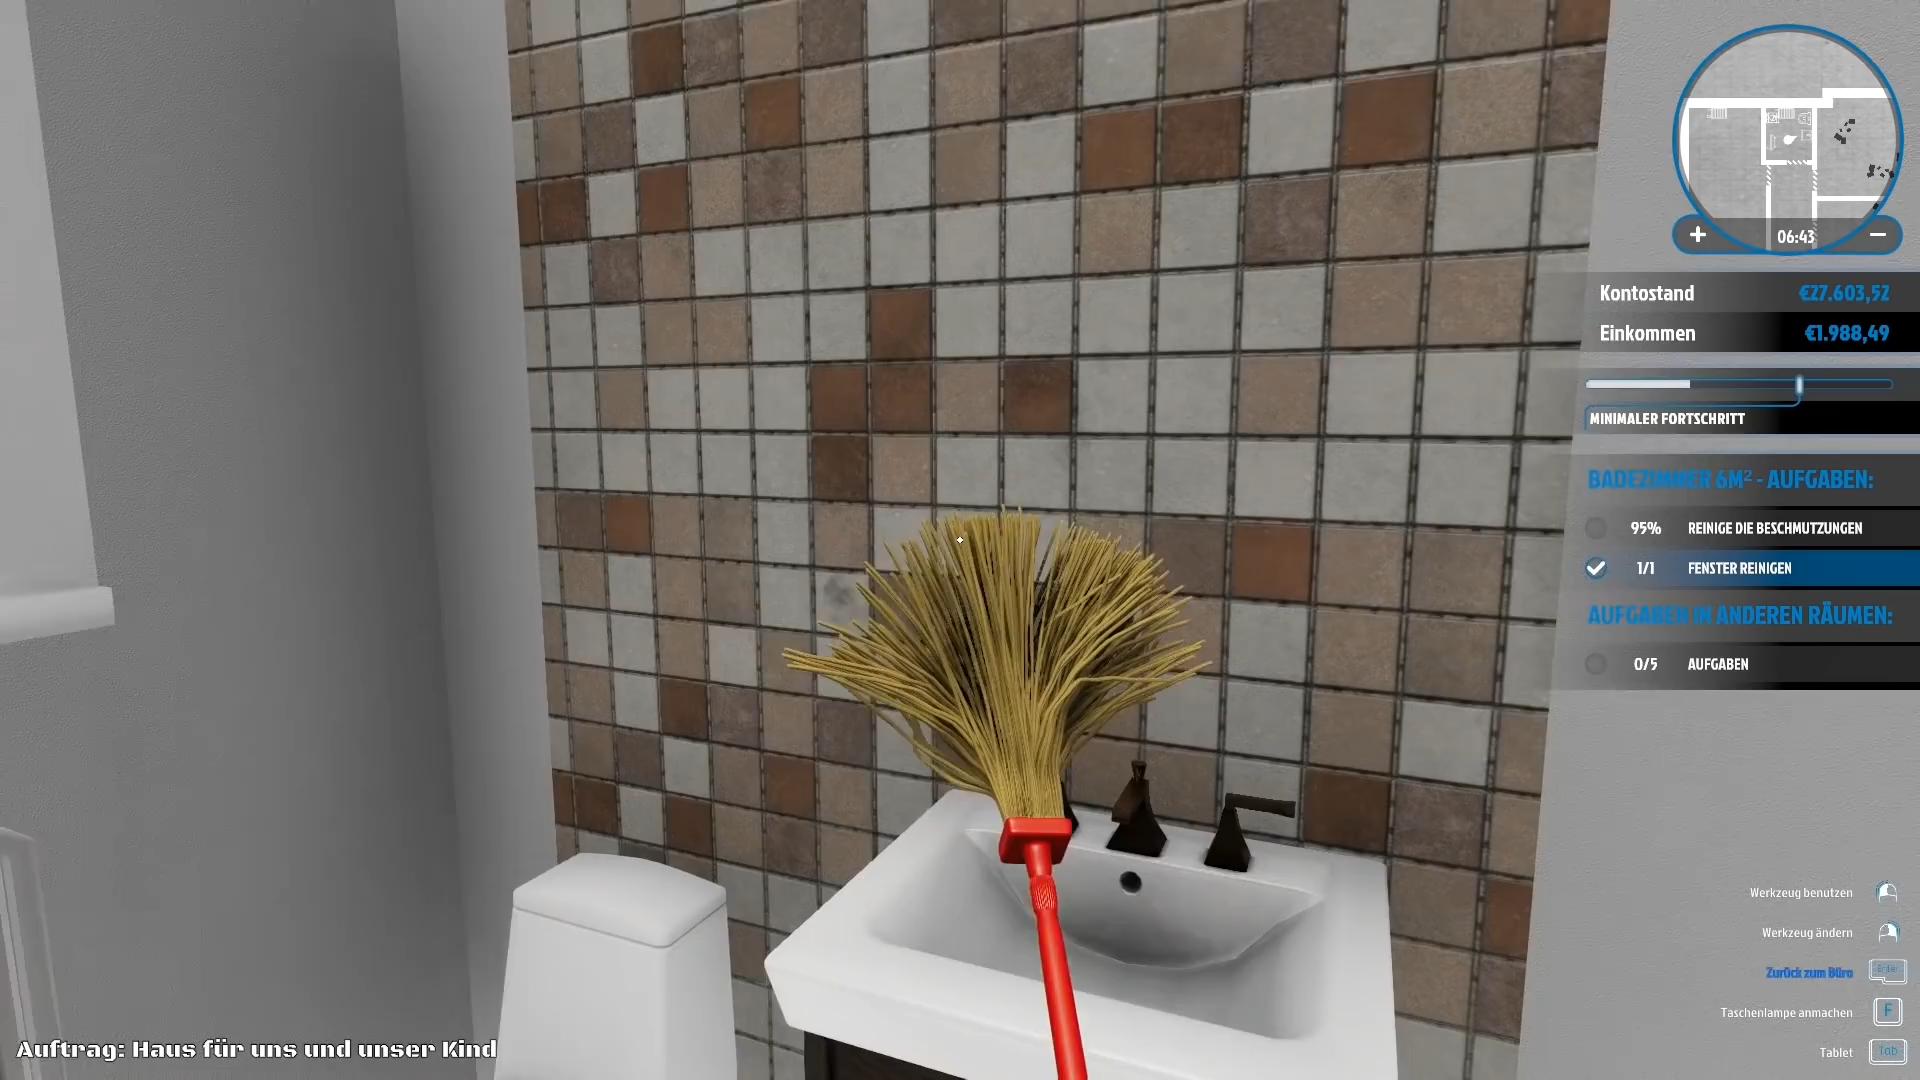 06:43
Kontostand €27.603,52
Einkommen €1.988,49
MINIMALER FORTSCHRITT
BADEZIMMER 6M² - AUFGABEN:
95% REINIGE DIE BESCHMUTZUNGEN
1/1 FENSTER REINIGEN
AUFGABEN IN ANDEREN RÄUMEN:
0/5 AUFGABEN
Werkzeug benutzen
Werkzeug ändern
Zurück zum Büro Enter
Taschenlampe anmachen F
Tablet Tab
Auftrag: Haus für uns und unser Kind